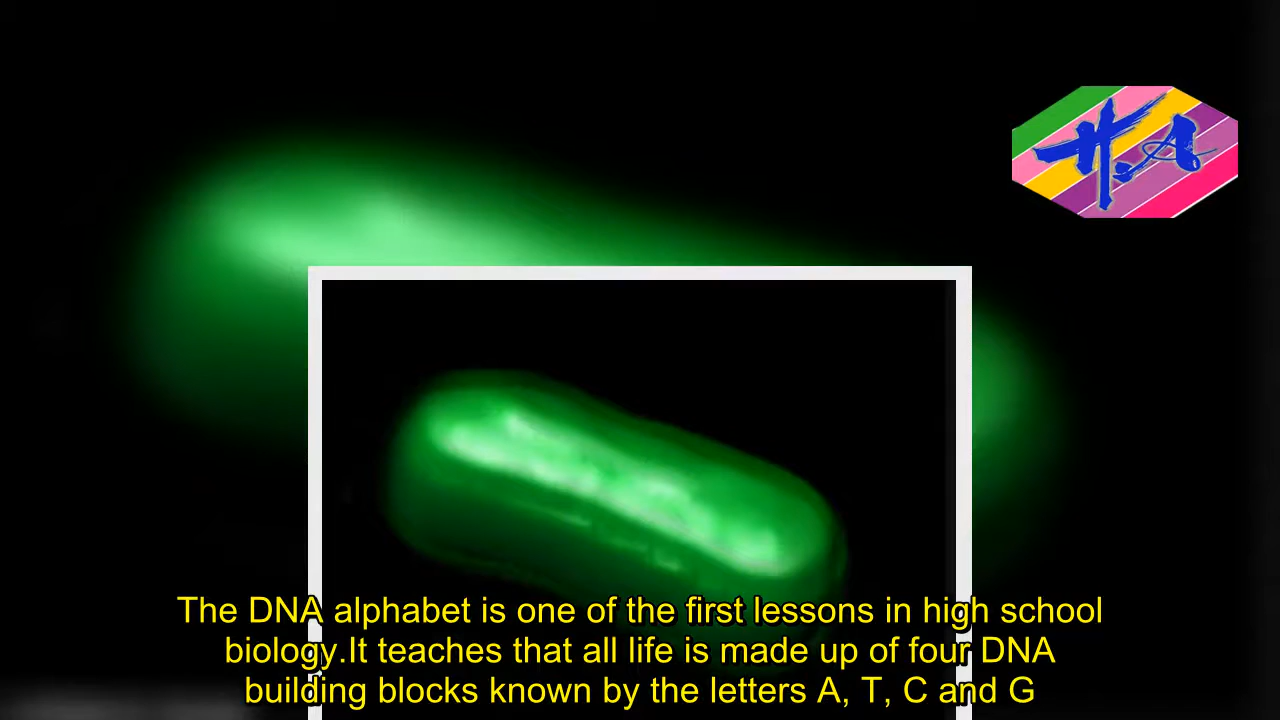 H.A
The DNA alphabet is one of the first lessons in high school
biology.It teaches that all life is made up of four DNA
building blocks known by the letters A, T, C and G